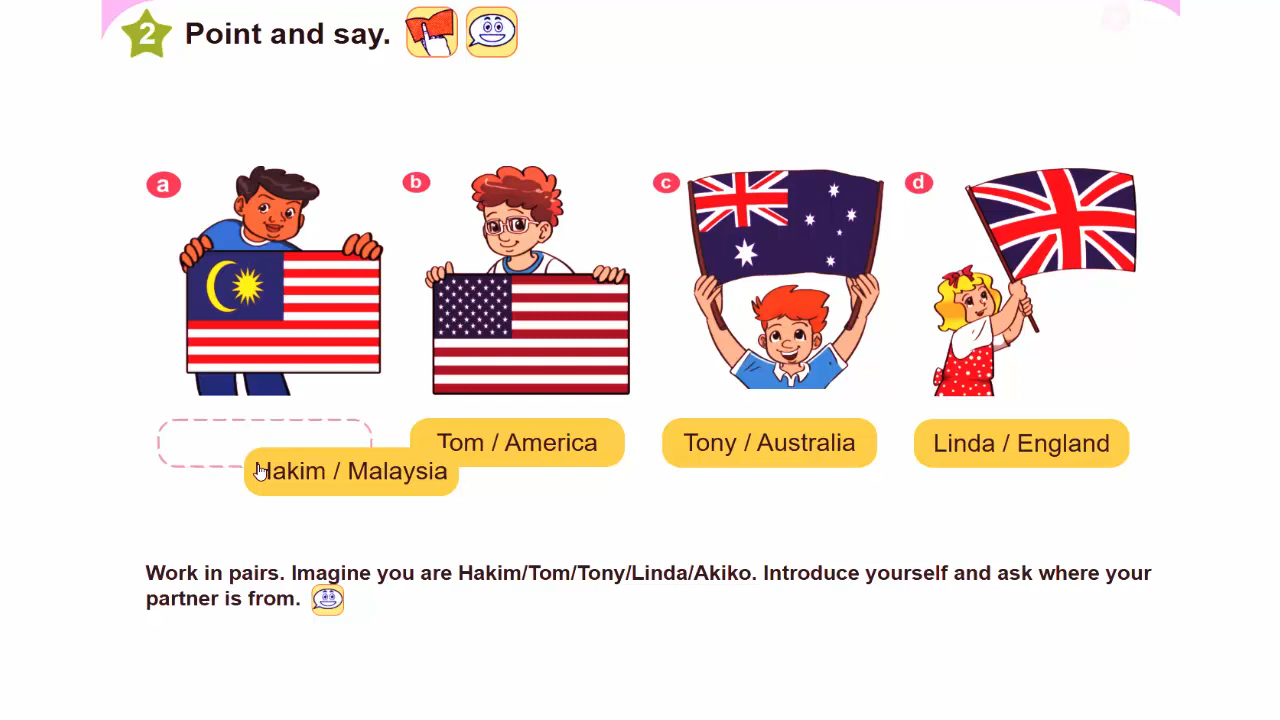 2 Point and say.
a
b
c
d
Tom / America
Tony / Australia
Linda / England
Hakim / Malaysia
Work in pairs. Imagine you are Hakim/Tom/Tony/Linda/Akiko. Introduce yourself and ask where your
partner is from.